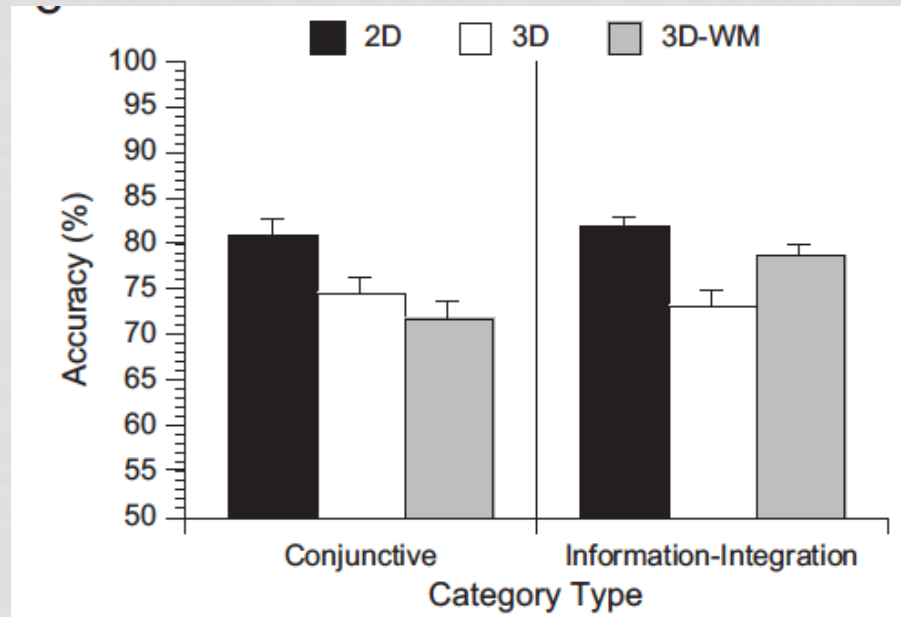 2D 3D 3D-WM
100
95
90
85
80
75
70
65
60
55
50
Accuracy (%)
Conjunctive Information-Integration
Category Type